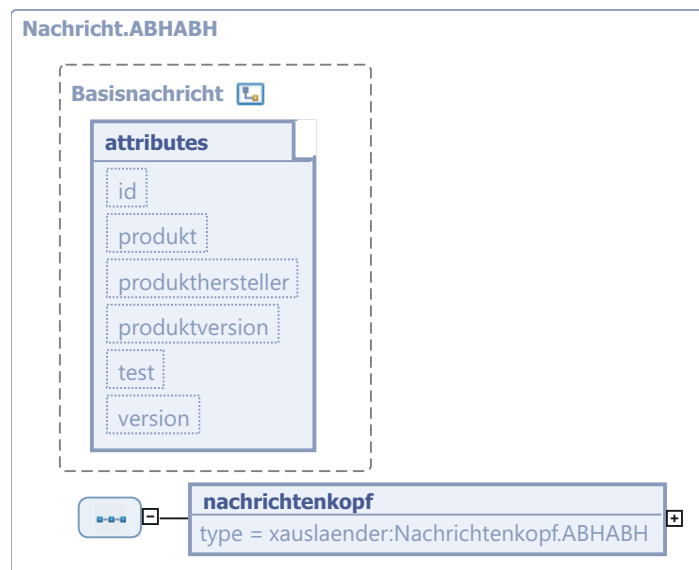 Nachricht.ABHABH
Basisnachricht
attributes
id
produkt
produkthersteller
produktversion
test
version
nachrichtenkopf
type = xauslaender:Nachrichtenkopf.ABHABH